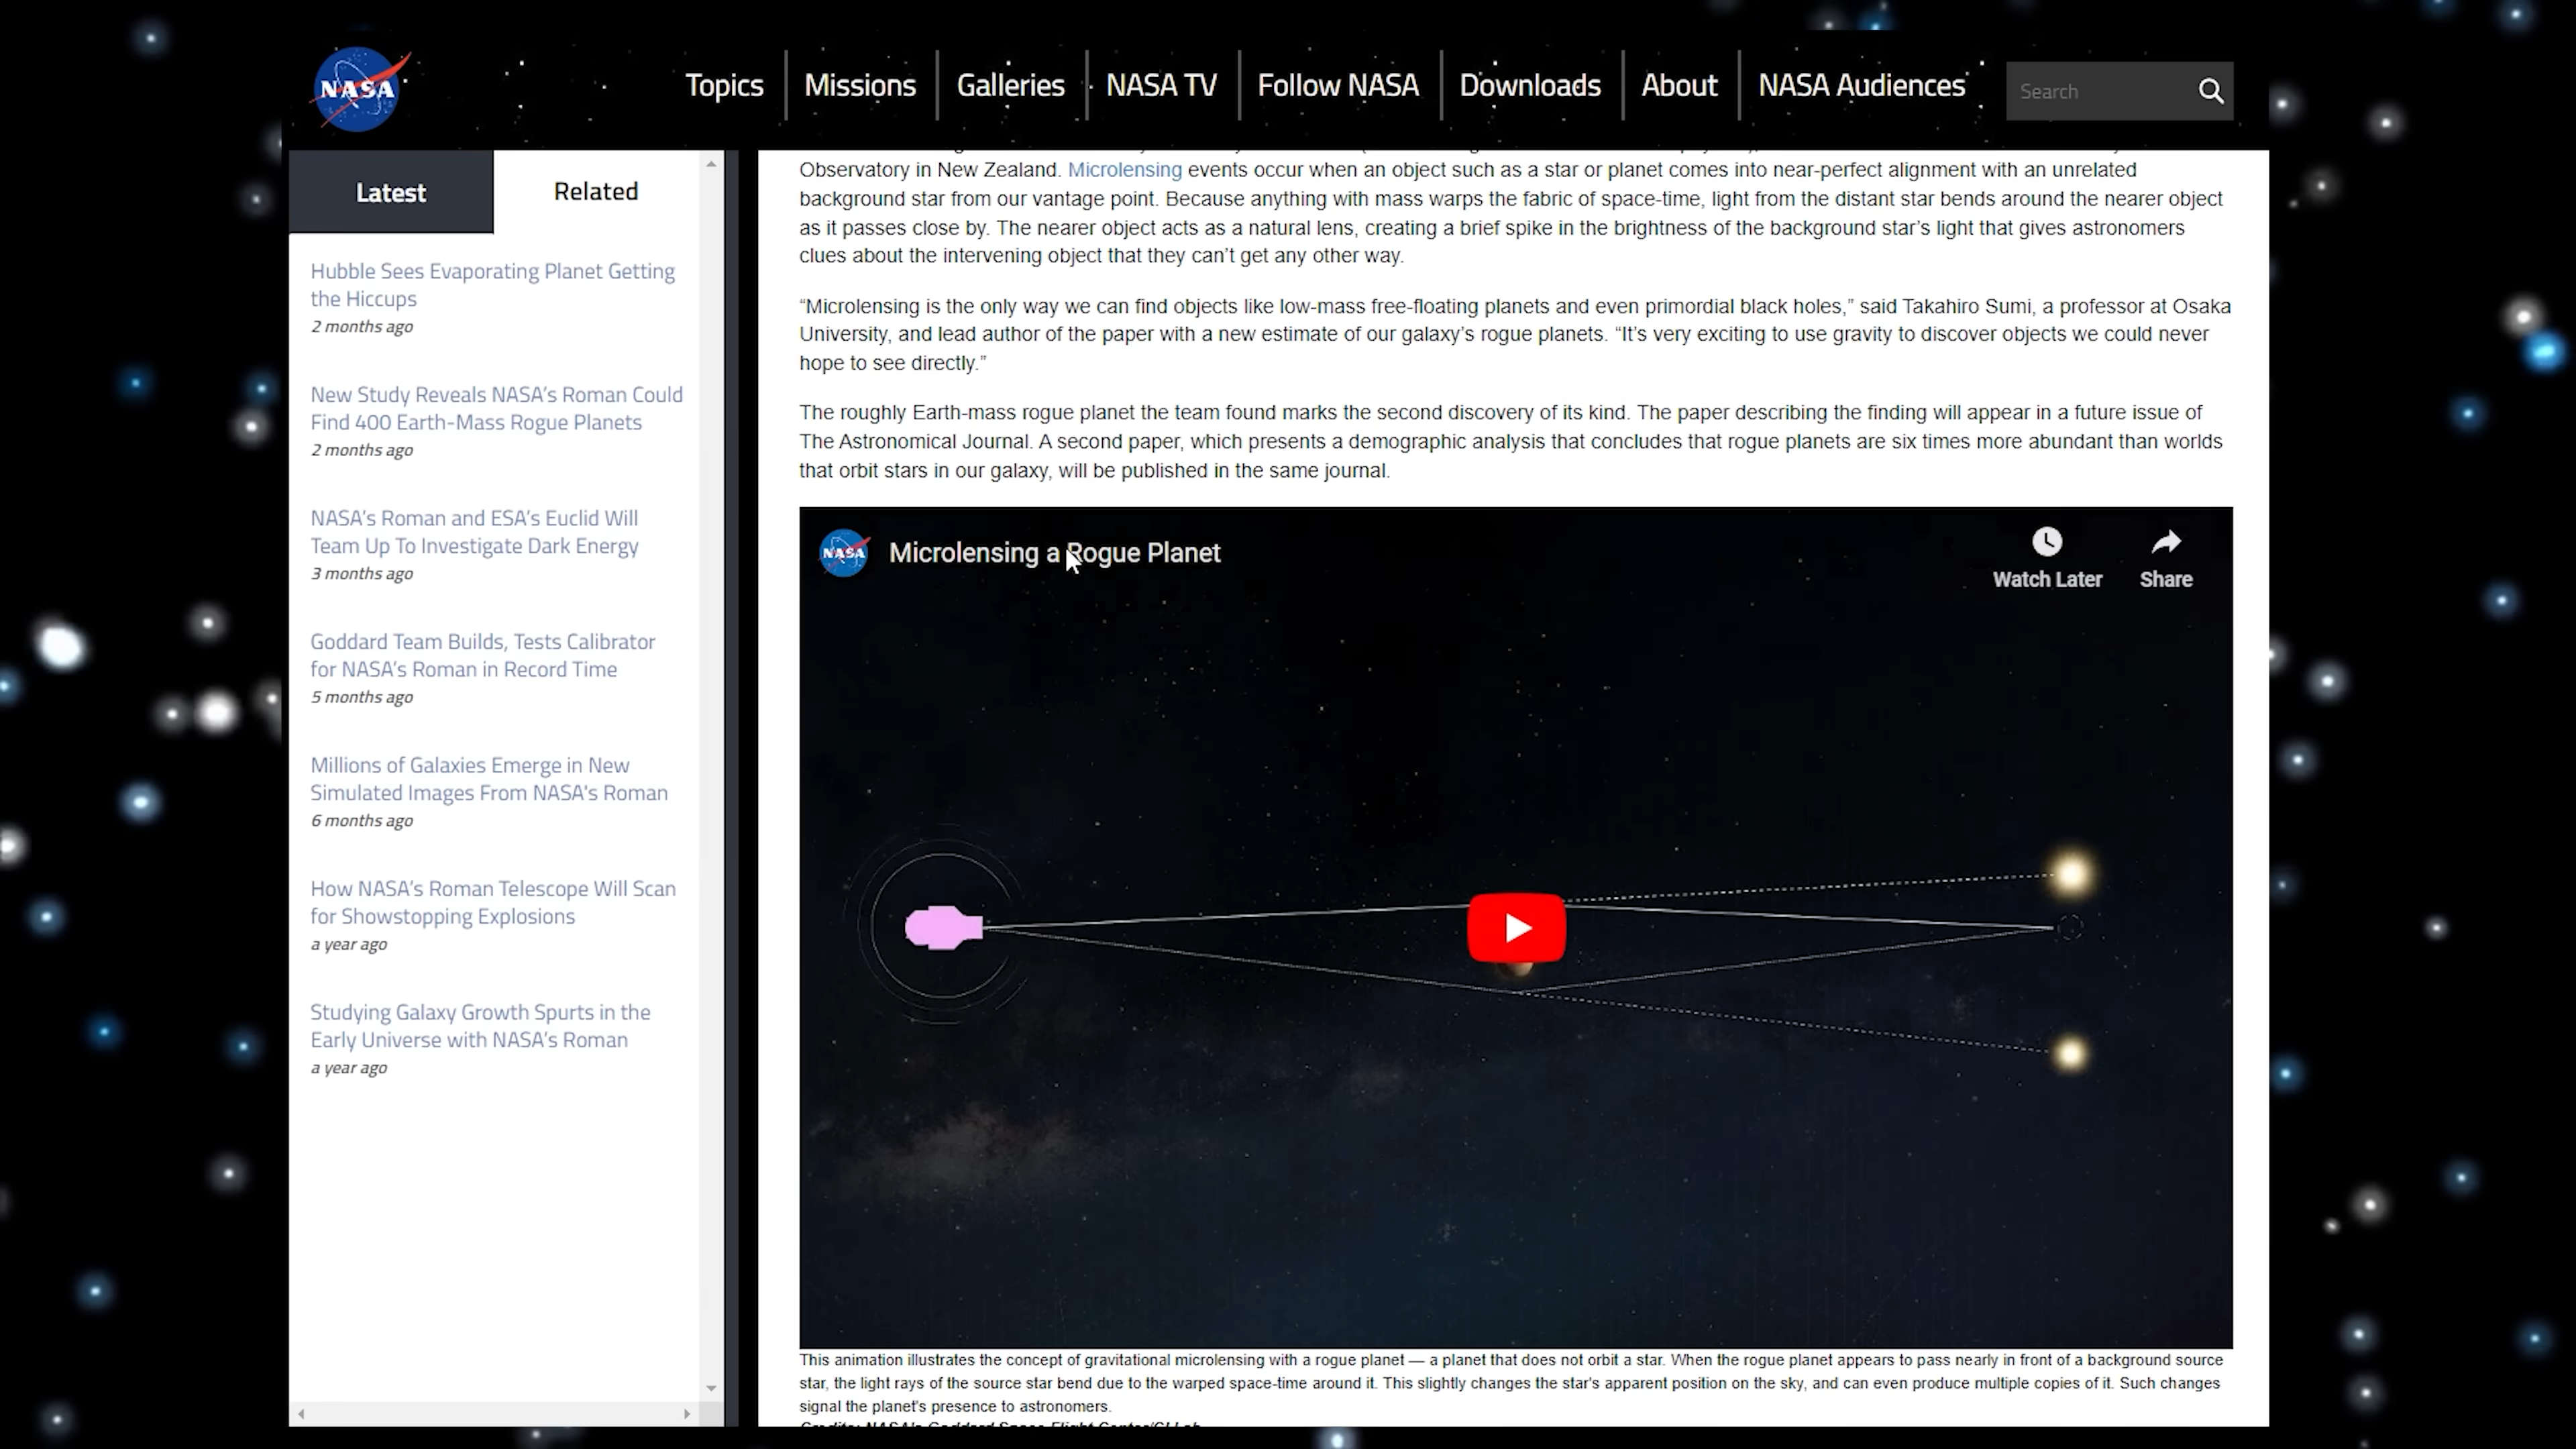 NASA
Topics
Missions
Galleries
NASA TV
Follow NASA
Downloads
About
NASA Audiences
Search
Latest
Related
Hubble Sees Evaporating Planet Getting
the Hiccups
2 months ago
New Study Reveals NASA’s Roman Could
Find 400 Earth-Mass Rogue Planets
2 months ago
NASA’s Roman and ESA’s Euclid Will
Team Up To Investigate Dark Energy
3 months ago
Goddard Team Builds, Tests Calibrator
for NASA’s Roman in Record Time
5 months ago
Millions of Galaxies Emerge in New
Simulated Images From NASA's Roman
6 months ago
How NASA’s Roman Telescope Will Scan
for Showstopping Explosions
a year ago
Studying Galaxy Growth Spurts in the
Early Universe with NASA’s Roman
a year ago
Observatory in New Zealand. Microlensing events occur when an object such as a star or planet comes into near-perfect alignment with an unrelated
background star from our vantage point. Because anything with mass warps the fabric of space-time, light from the distant star bends around the nearer object
as it passes close by. The nearer object acts as a natural lens, creating a brief spike in the brightness of the background star’s light that gives astronomers
clues about the intervening object that they can’t get any other way.
“Microlensing is the only way we can find objects like low-mass free-floating planets and even primordial black holes,” said Takahiro Sumi, a professor at Osaka
University, and lead author of the paper with a new estimate of our galaxy’s rogue planets. “It’s very exciting to use gravity to discover objects we could never
hope to see directly.”
The roughly Earth-mass rogue planet the team found marks the second discovery of its kind. The paper describing the finding will appear in a future issue of
The Astronomical Journal. A second paper, which presents a demographic analysis that concludes that rogue planets are six times more abundant than worlds
that orbit stars in our galaxy, will be published in the same journal.
NASA
Microlensing a Rogue Planet
Watch Later
Share
This animation illustrates the concept of gravitational microlensing with a rogue planet — a planet that does not orbit a star. When the rogue planet appears to pass nearly in front of a background source
star, the light rays of the source star bend due to the warped space-time around it. This slightly changes the star's apparent position on the sky, and can even produce multiple copies of it. Such changes
signal the planet's presence to astronomers.
Credits: NASA's Goddard Space Flight Center/CI Lab